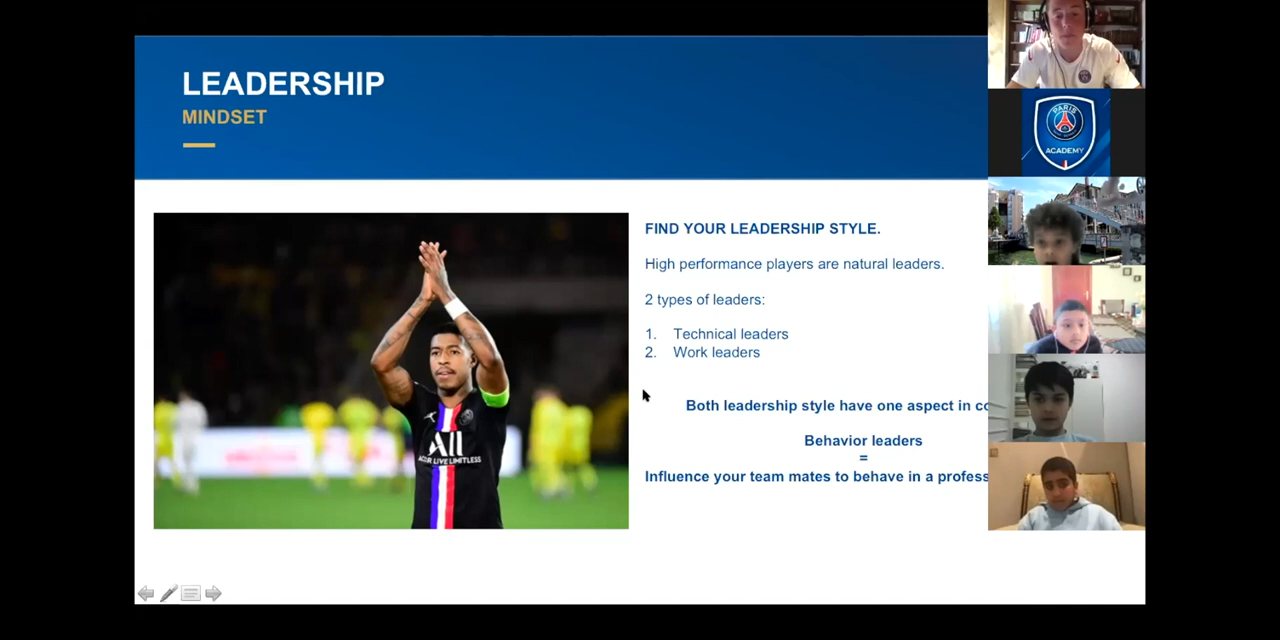 LEADERSHIP
MINDSET
FIND YOUR LEADERSHIP STYLE.
High performance players are natural leaders.
2 types of leaders:
1. Technical leaders
2. Work leaders
Both leadership style have one aspect in
Behavior leaders
=
Influence your team mates to behave in a
ALL
ACCOR LIVE LIMITLESS
PARIS
ACADEMY